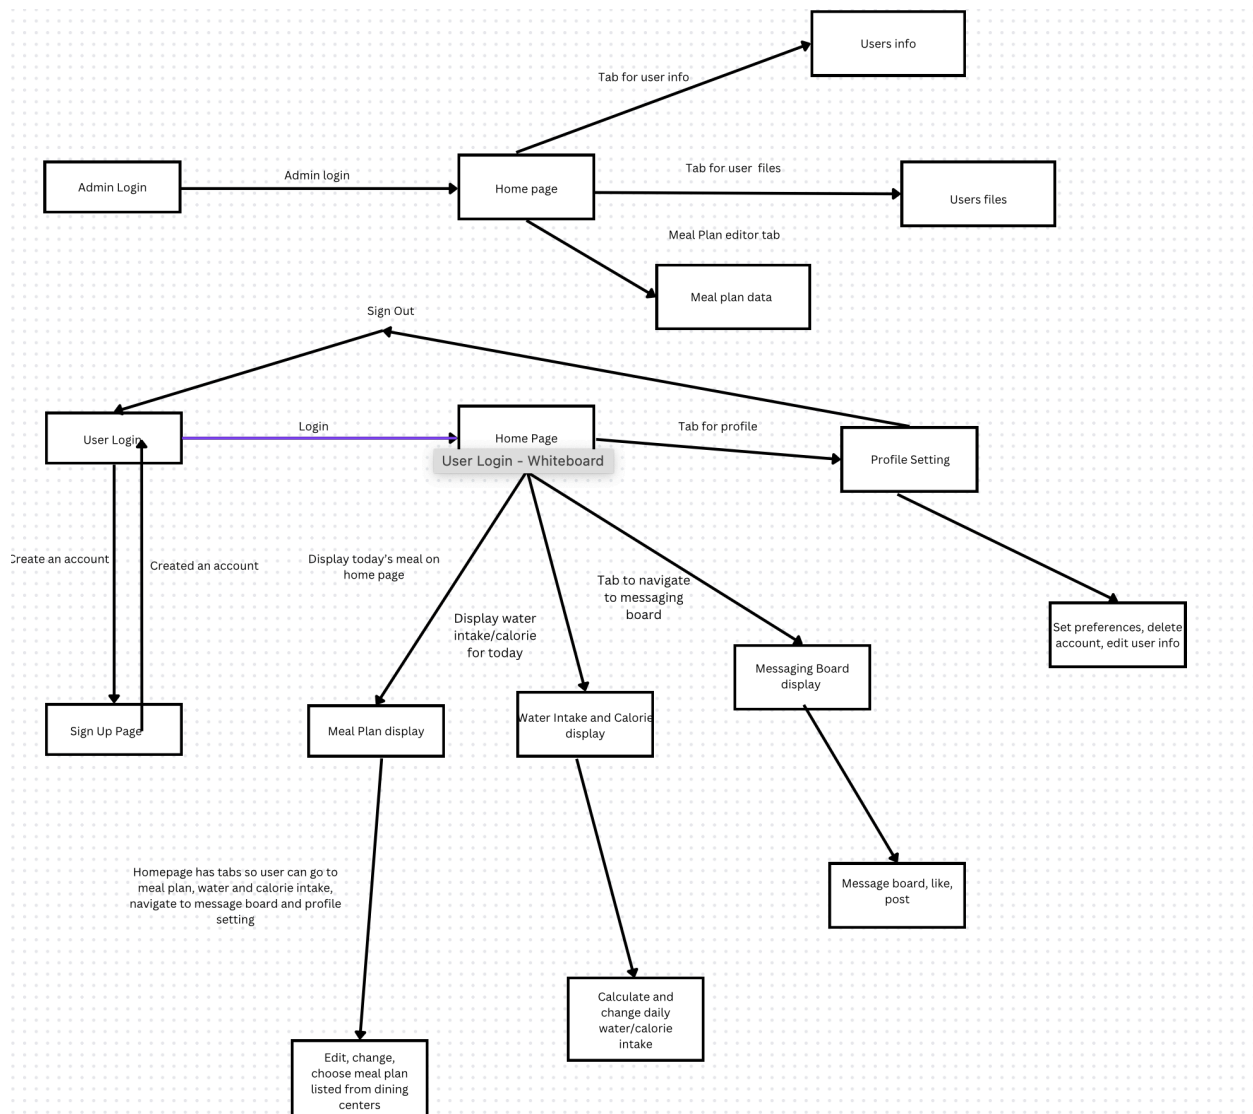 Users info
Tab for user info
Admin Login
Admin login
Home page
Tab for user  files
Users files
Meal Plan editor tab
Meal plan data
Sign Out
User Login
Login
Home Page
Tab for profile
Profile Setting
User Login - Whiteboard
Create an account
Created an account
Display today's meal on
home page
Display water
intake/calorie
for today
Tab to navigate
to messaging
board
Set preferences, delete
account, edit user info
Messaging Board
display
Sign Up Page
Meal Plan display
Water Intake and Calorie
display
Homepage has tabs so user can go to
meal plan, water and calorie intake,
navigate to message board and profile
setting
Message board, like,
post
Calculate and
change daily
water/calorie
intake
Edit, change,
choose meal plan
listed from dining
centers